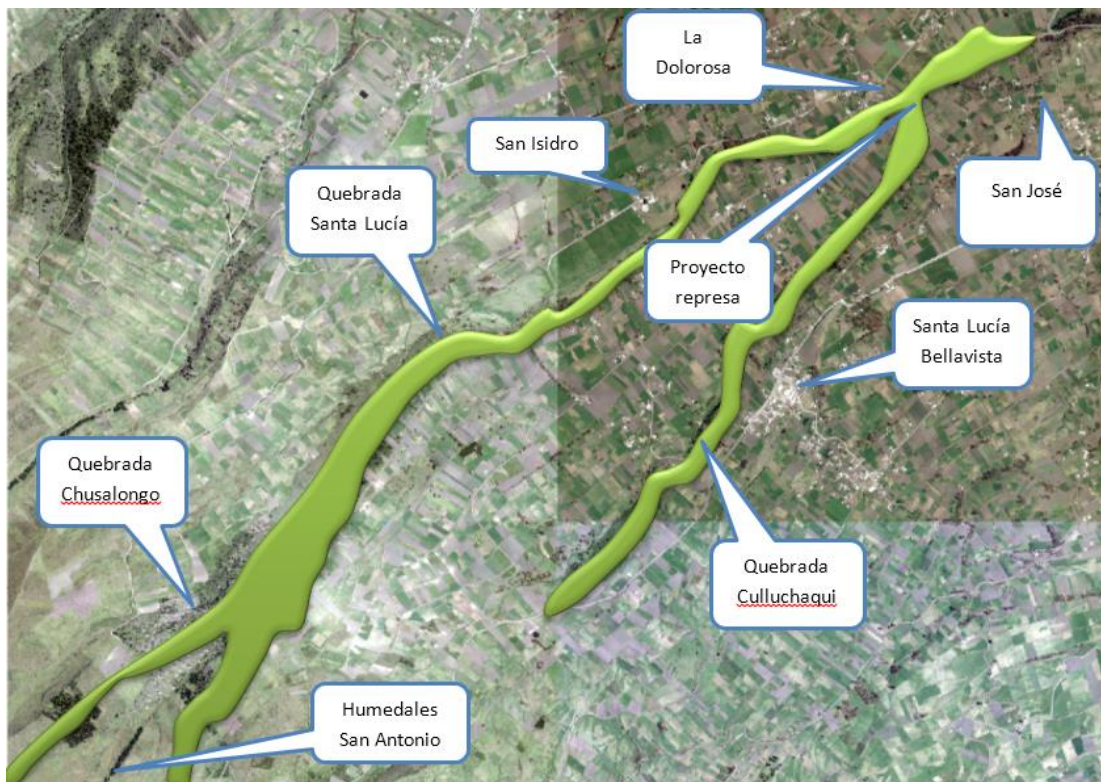 La
Dolorosa
San Isidro
Quebrada
Santa Lucía
San José
Proyecto
represa
Santa Lucía
Bellavista
Quebrada
Chusalongo
Quebrada
Culluchaqui
Humedales
San Antonio